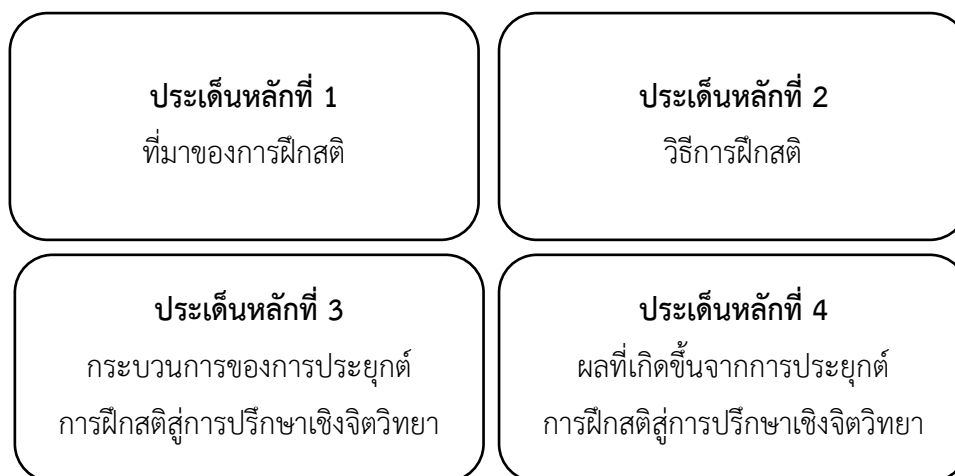 ประเด็นหลักที่ 1
ที่มาของการฝึกสติ
ประเด็นหลักที่ 2
วิธีการฝึกสติ
ประเด็นหลักที่ 3
กระบวนการของการประยุกต์
การฝึกสติสู่การปรึกษาเชิงจิตวิทยา
ประเด็นหลักที่ 4
ผลที่เกิดขึ้นจากการประยุกต์
การฝึกสติสู่การปรึกษาเชิงจิตวิทยา